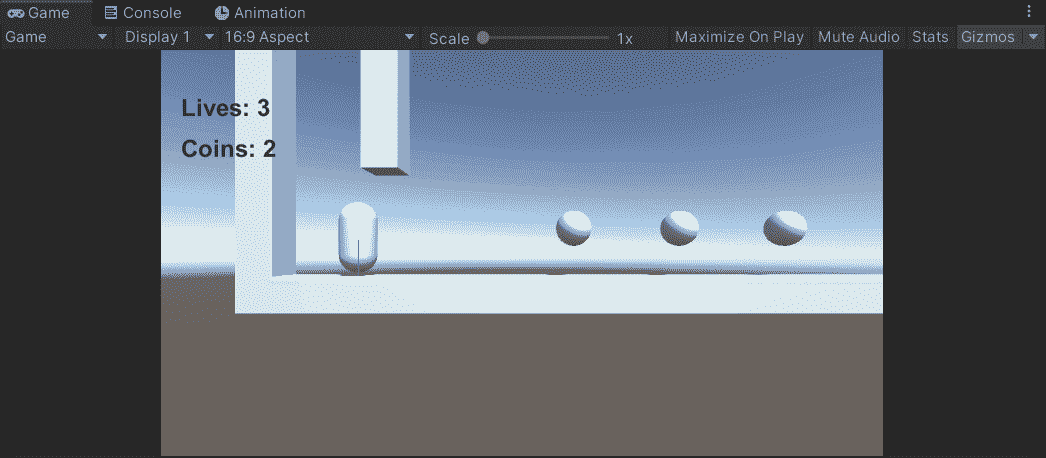 Game Console Animation
Game Display 1 16:9 Aspect Scale 1x Maximize On Play Mute Audio Stats Gizmos
Lives: 3
Coins: 2